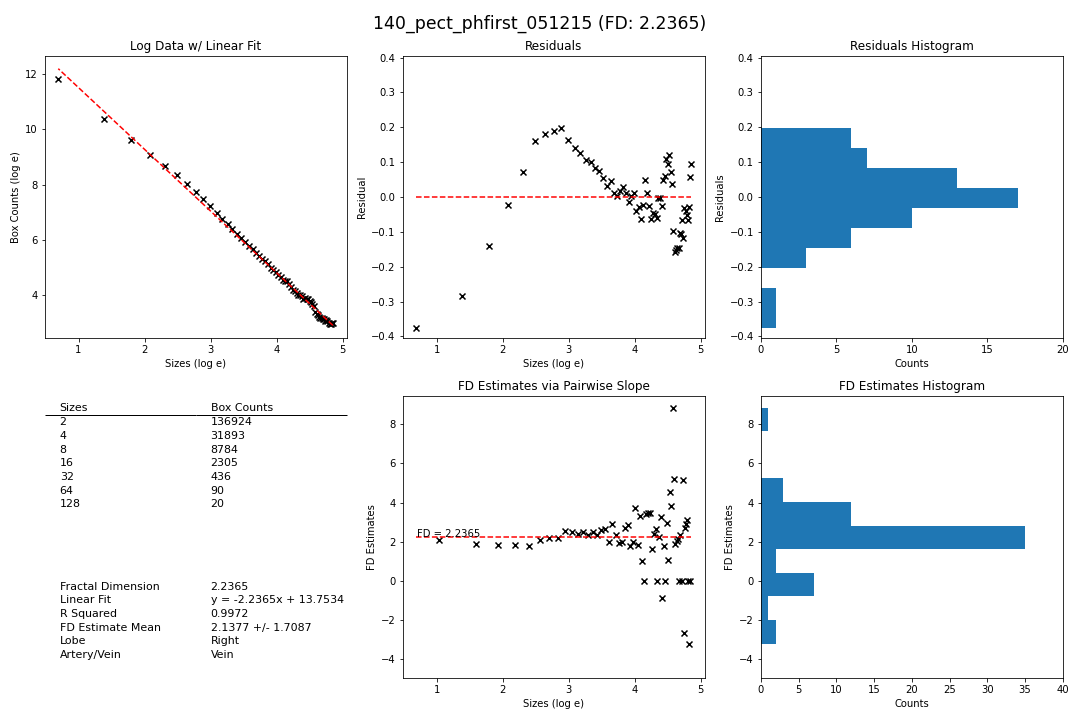 140_pect_phfirst_051215 (FD: 2.2365)
Log Data w/ Linear Fit
Box Counts (log e)
12
10
8
6
4
1 2 3 4 5
Sizes (log e)
Residuals
Residual
0.4
0.3
0.2
0.1
0.0
−0.1
−0.2
−0.3
−0.4
1 2 3 4 5
Sizes (log e)
Residuals Histogram
Residuals
0.4
0.3
0.2
0.1
0.0
−0.1
−0.2
−0.3
−0.4
0 5 10 15 20
Counts
Sizes Box Counts
2 136924
4 31893
8 8784
16 2305
32 436
64 90
128 20
Fractal Dimension 2.2365
Linear Fit y = -2.2365x + 13.7534
R Squared 0.9972
FD Estimate Mean 2.1377 +/- 1.7087
Lobe Right
Artery/Vein Vein
FD Estimates via Pairwise Slope
FD Estimates
8
6
4
2
0
−2
−4
FD = 2.2365
1 2 3 4 5
Sizes (log e)
FD Estimates Histogram
FD Estimates
8
6
4
2
0
−2
−4
0 5 10 15 20 25 30 35 40
Counts